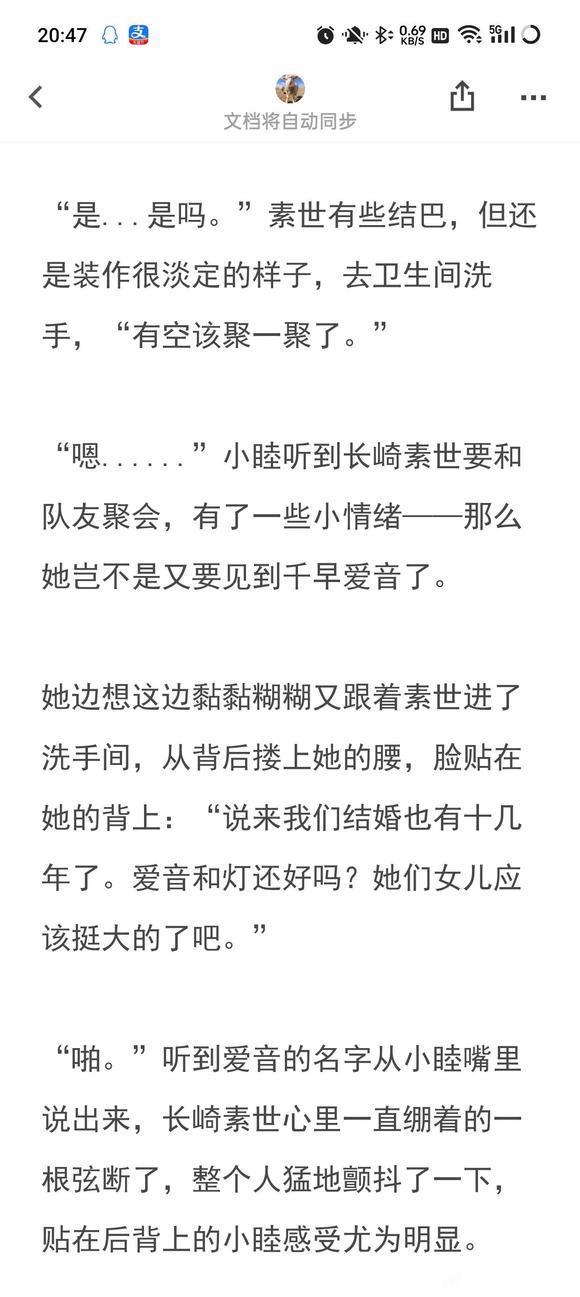 20:47
支
0.69
KB/S
HD
5G
文档将自动同步
“是...是吗。”素世有些结巴，但还
是装作很淡定的样子，去卫生间洗
手，“有空该聚一聚了。”
“嗯......”小睦听到长崎素世要和
队友聚会，有了一些小情绪——那么
她岂不是又要见到千早爱音了。
她边想这边黏黏糊糊又跟着素世进了
洗手间，从背后搂上她的腰，脸贴在
她的背上：“说来我们结婚也有十几
年了。爱音和灯还好吗？她们女儿应
该挺大的了吧。”
“啪。”听到爱音的名字从小睦嘴里
说出来，长崎素世心里一直绷着的一
根弦断了，整个人猛地颤抖了一下，
贴在后背上的小睦感受尤为明显。